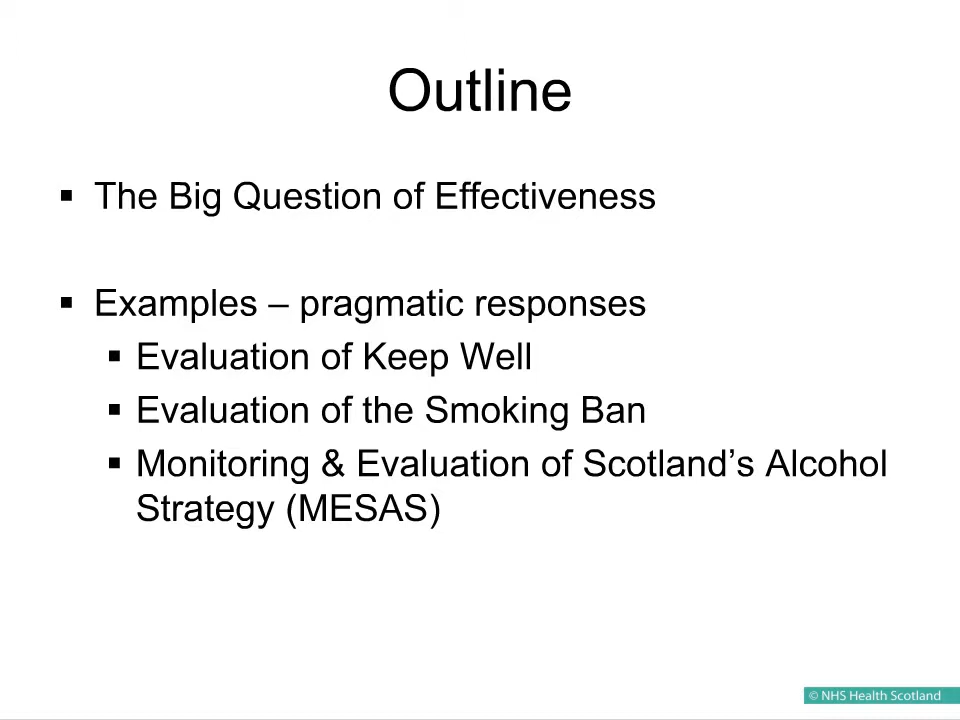 Outline
▪ The Big Question of Effectiveness
▪ Examples – pragmatic responses
▪ Evaluation of Keep Well
▪ Evaluation of the Smoking Ban
▪ Monitoring & Evaluation of Scotland’s Alcohol
Strategy (MESAS)
© NHS Health Scotland